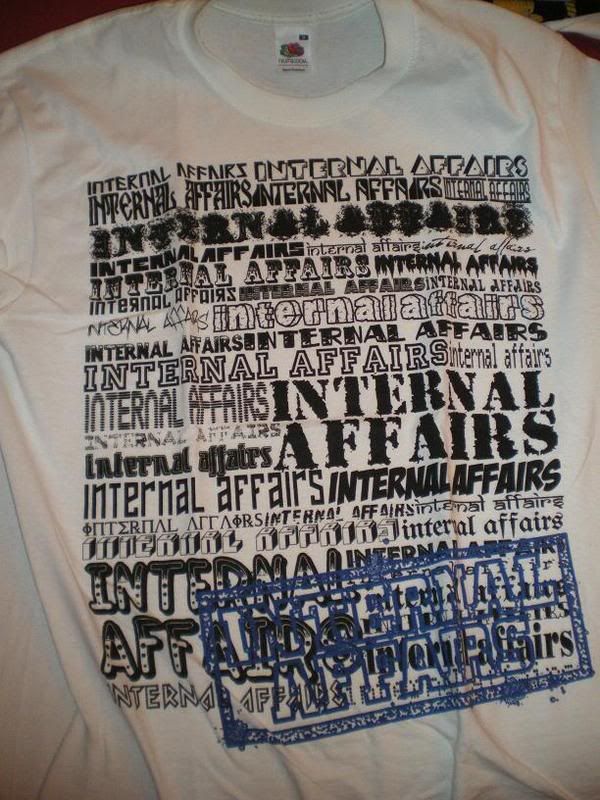 FRUIT OF THE LOOM
INTERNAL AFFAIRS INTERNAL AFFAIRS
INTERNAL AFFAIRS INTERNAL AFFAIRS INTERNAL AFFAIRS
INTERNAL AFFAIRS
INTERNAL AFFAIRS internal affairs internal affairs
INTERNAL AFFAIRS INTERNAL AFFAIRS
INTERNAL AFFAIRS INTERNAL AFFAIRS INTERNAL AFFAIRS
INTERNAL AFFAIRS internal affairs
INTERNAL AFFAIRS INTERNAL AFFAIRS
INTERNAL AFFAIRS internal affairs
INTERNAL AFFAIRS INTERNAL
INTERNAL AFFAIRS AFFAIRS
Internal affairs
internal affairs INTERNAL AFFAIRS
INTERNAL AFFAIRS INTERNAL AFFAIRS internal affairs
INTERNAL AFFAIRS internal affairs
INTERNAL INTERNAL AFFAIRS
AFFAIRS internal affairs
INTERNAL AFFAIRS
INTERNAL
AFFAIRS